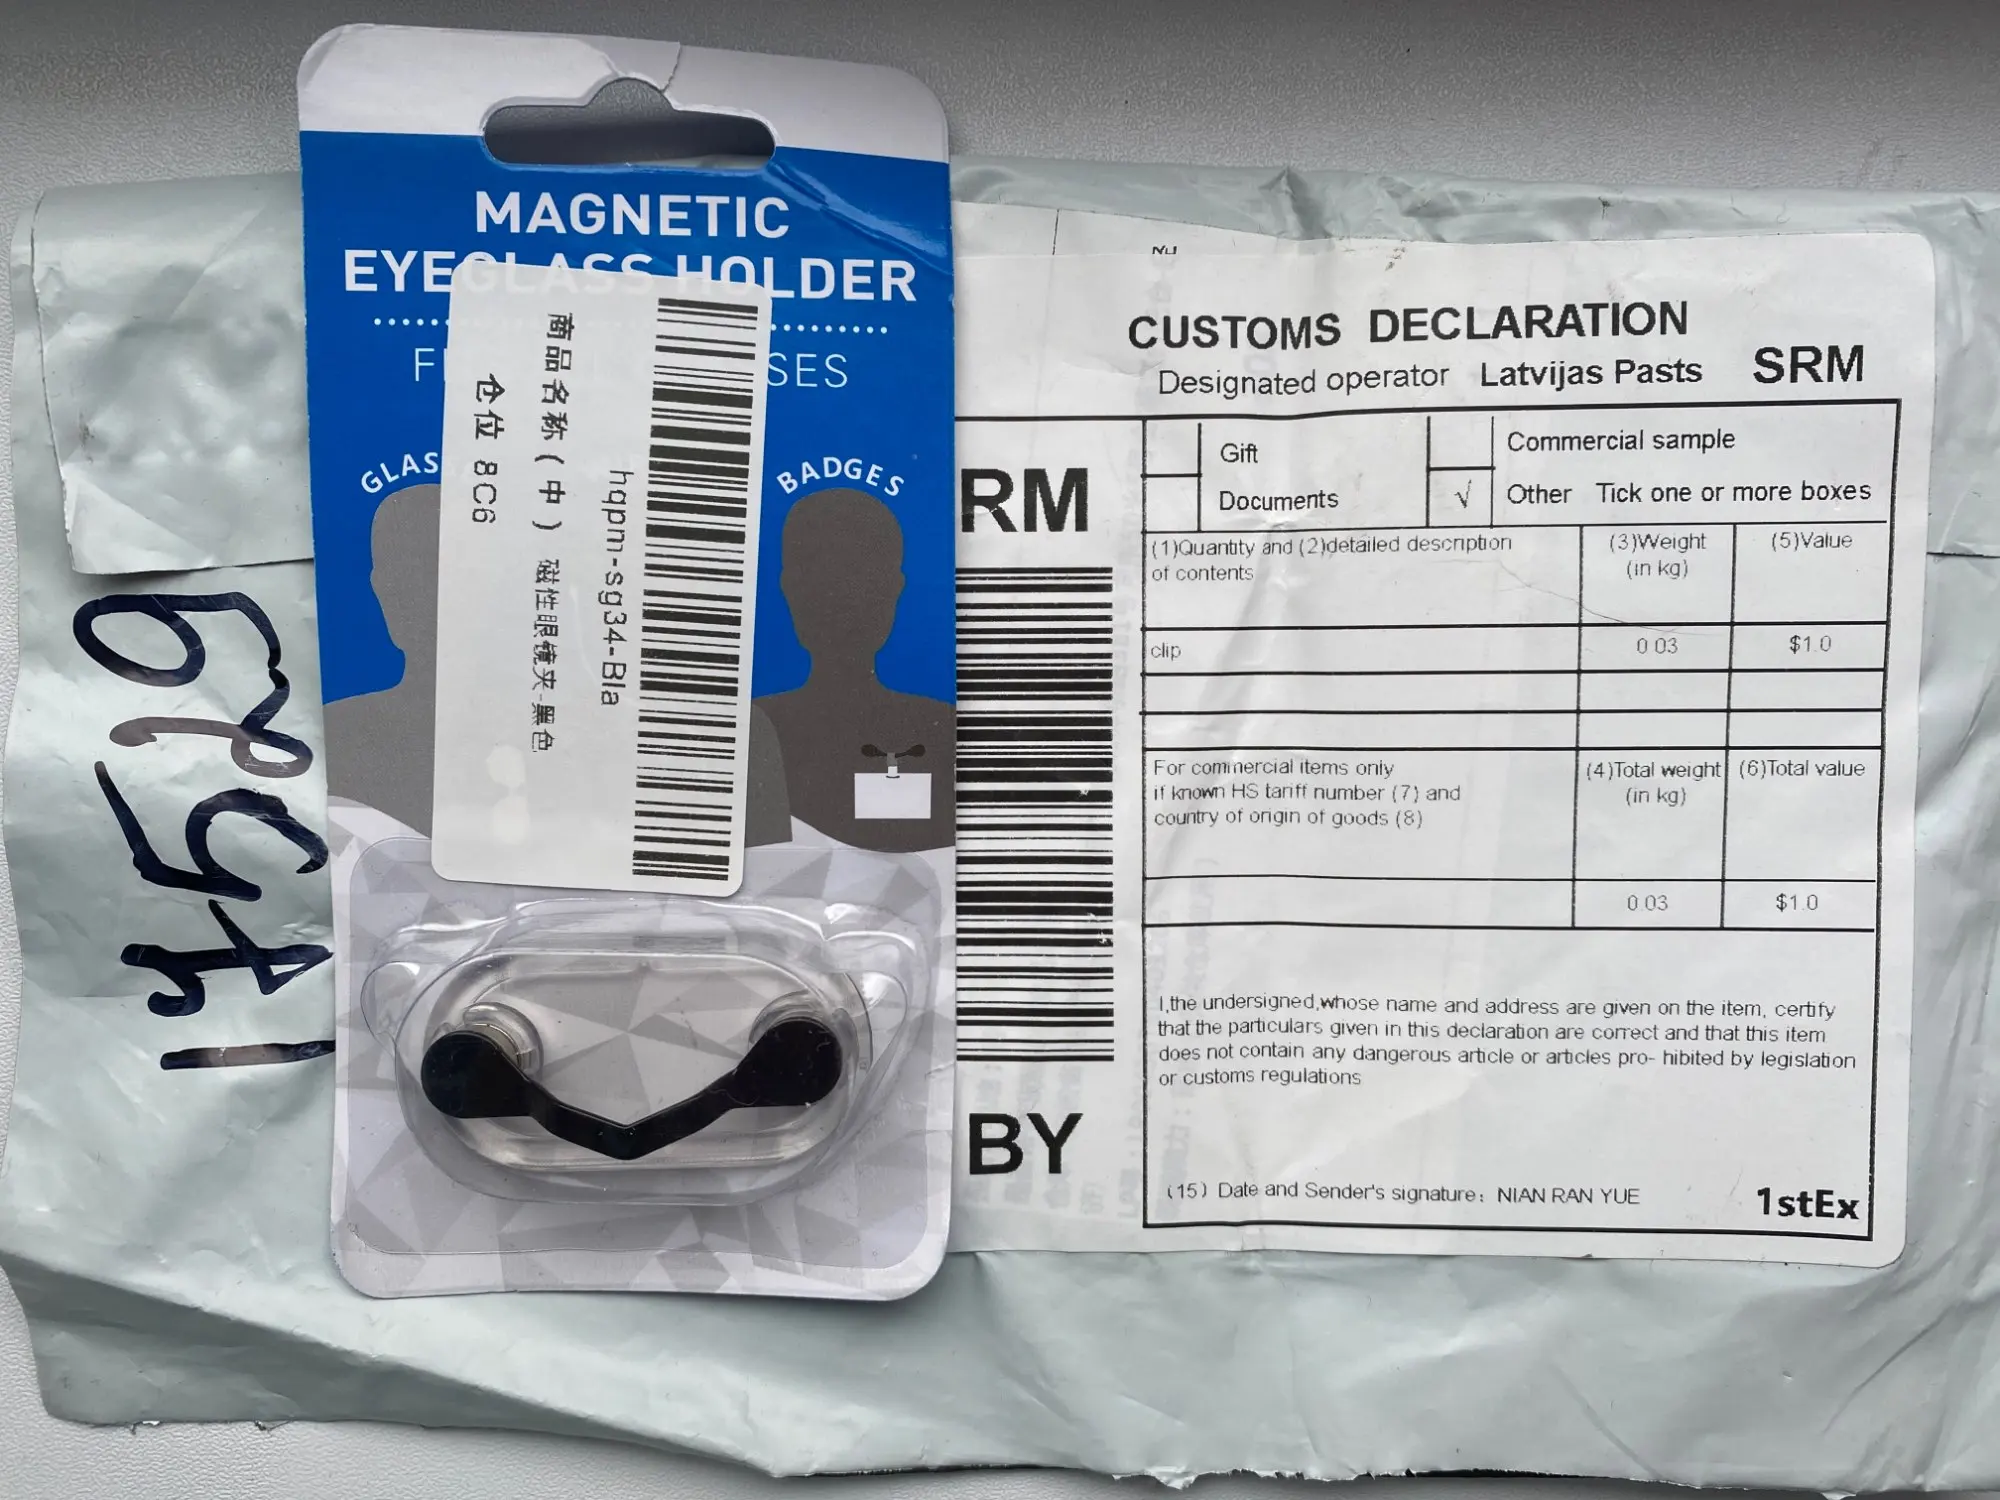 MAGNETIC
EYEGLASS HOLDER
SES
GLAS
BADGES
商品名称(中) 磁性眼镜夹-黑色
仓位 8C6
hqpm-sg34-Bla
CUSTOMS DECLARATION
Designated operator Latvijas Pasts SRM
RM
BY
Gift
Commercial sample
Documents
√ Other Tick one or more boxes
(1)Quantity and (2)detailed description
of contents
(3)Weight
(in kg)
(5)Value
clip 0.03 $1.0
For commercial items only
if known HS tariff number (7) and
country of origin of goods (8)
(4)Total weight
(in kg)
(6)Total value
0.03 $1.0
I,the undersigned,whose name and address are given on the item, certify
that the particulars given in this declaration are correct and that this item
does not contain any dangerous article or articles pro- hibited by legislation
or customs regulations
(15) Date and Sender's signature: NIAN RAN YUE
1stEx